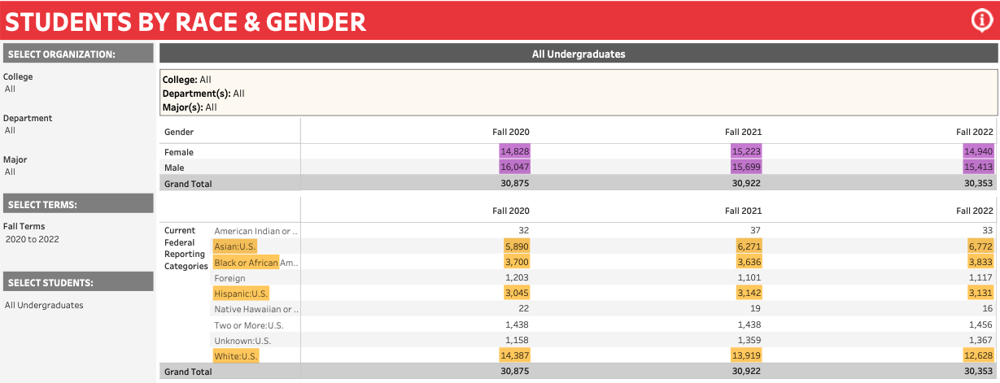 STUDENTS BY RACE & GENDER
SELECT ORGANIZATION:
College
All
Department
All
Major
All
SELECT TERMS:
Fall Terms
2020 to 2022
SELECT STUDENTS:
All Undergraduates
All Undergraduates
College: All
Department(s): All
Major(s): All
Gender Fall 2020 Fall 2021 Fall 2022
Female 14,828 15,223 14,940
Male 16,047 15,699 15,413
Grand Total 30,875 30,922 30,353
Fall 2020 Fall 2021 Fall 2022
Current Federal Reporting Categories
American Indian or .. 32 37 33
Asian:U.S. 5,890 6,271 6,772
Black or African Am.. 3,700 3,636 3,833
Foreign 1,203 1,101 1,117
Hispanic:U.S. 3,045 3,142 3,131
Native Hawaiian or .. 22 19 16
Two or More:U.S. 1,438 1,438 1,456
Unknown:U.S. 1,158 1,359 1,367
White:U.S. 14,387 13,919 12,628
Grand Total 30,875 30,922 30,353